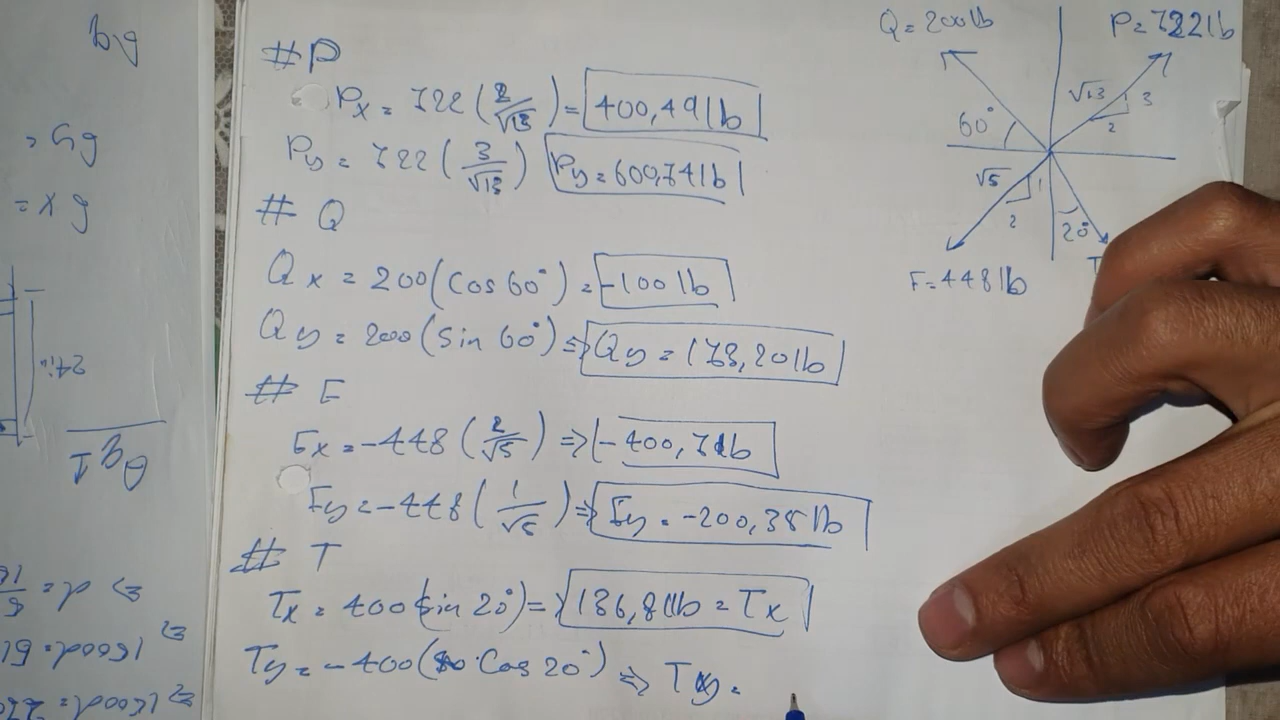 # P
Px = 722 (2/√13) = 400,49 lb
Py = 722 (3/√13) Py = 600,74 lb
# Q
Qx = 200 (Cos 60°) = -100 lb
Qy = 200 (Sin 60°) => Qy = 173,20 lb
# F
Fx = -448 (2/√5) => -400,7 lb
Fy = -448 (1/√5) => Fy = -200,35 lb
# T
Tx = 400 (Sin 20°) => 136,81 lb = Tx
Ty = -400 (Cos 20°) => Ty =
Q = 200 lb
P = 722 lb
60°
√13
3
2
√5
1
2
20°
F = 448 lb
T
24in